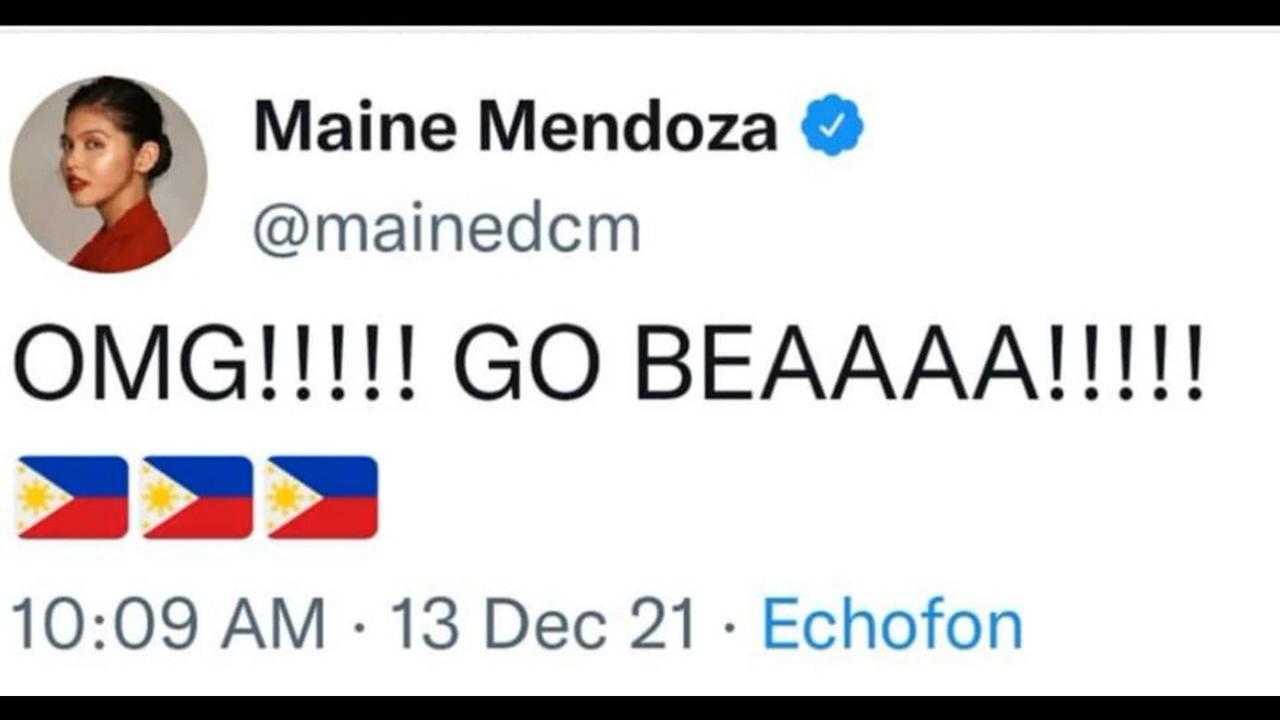 Maine Mendoza
@mainedcm
OMG!!!!! GO BEAAAA!!!!!
🇵🇭🇵🇭🇵🇭
10:09 AM · 13 Dec 21 · Echofon